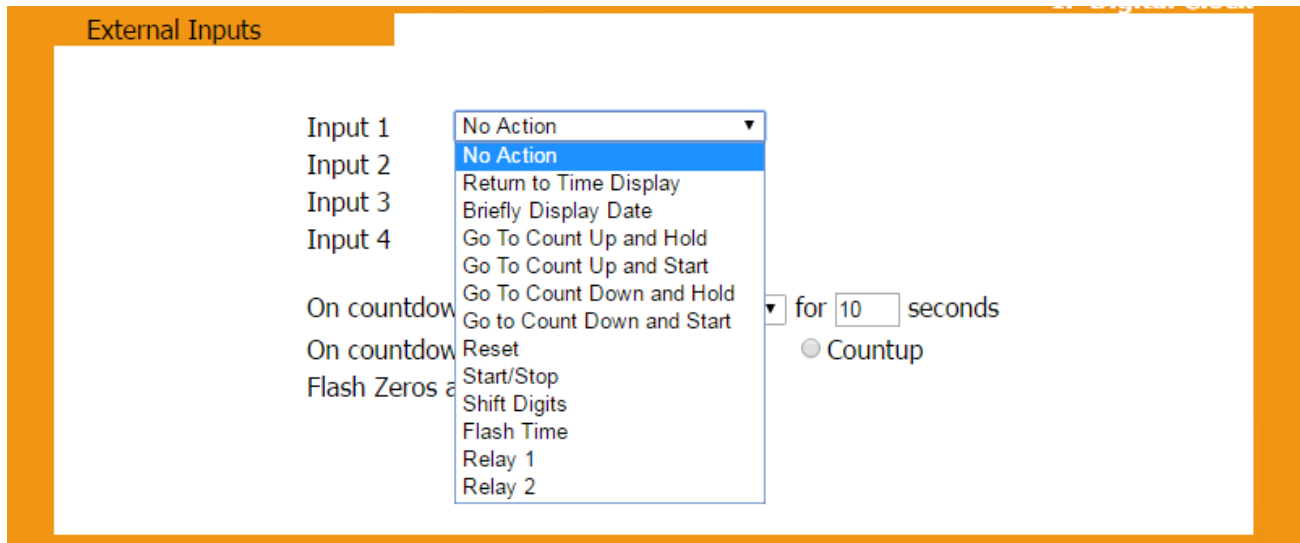 IP Digital Clock
External Inputs
Input 1 No Action
Input 2
Input 3
Input 4
No Action
Return to Time Display
Briefly Display Date
Go To Count Up and Hold
Go To Count Up and Start
Go To Count Down and Hold
Go to Count Down and Start
Reset
Start/Stop
Shift Digits
Flash Time
Relay 1
Relay 2
On countdow for 10 seconds
On countdow Countup
Flash Zeros a